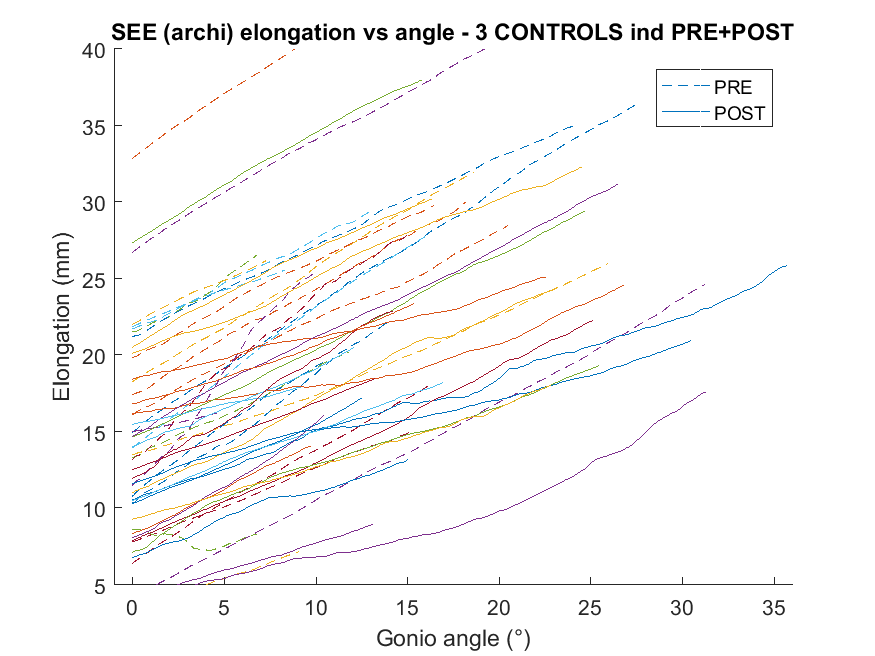 SEE (archi) elongation vs angle - 3 CONTROLS ind PRE+POST
40
35
30
25
20
15
10
5
Elongation (mm)
PRE
POST
0 5 10 15 20 25 30 35
Gonio angle (°)